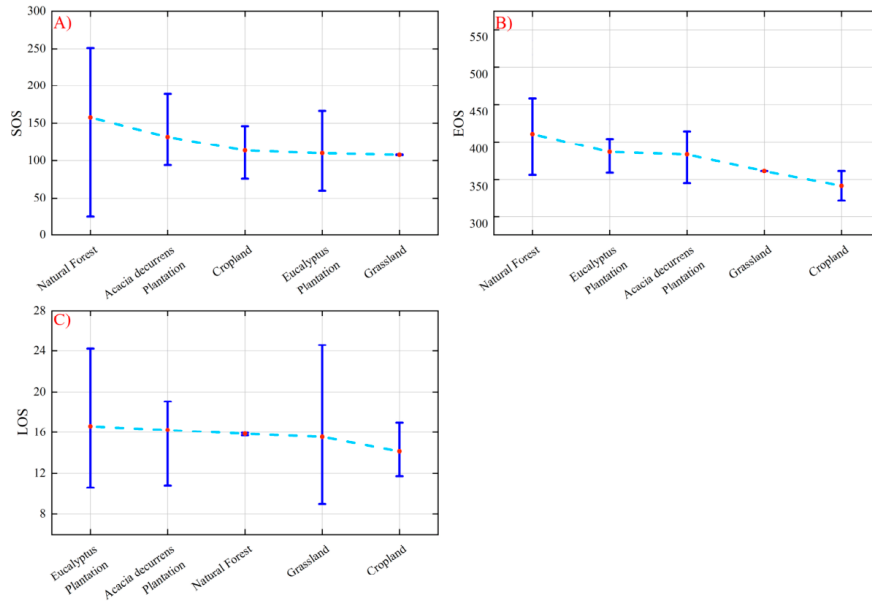 A)
300
250
200
150
100
50
0
SOS
Natural Forest
Acacia decurrens
Plantation
Cropland
Eucalyptus
Plantation
Grassland
B)
550
500
450
400
350
300
EOS
Natural Forest
Eucalyptus
Plantation
Acacia decurrens
Plantation
Grassland
Cropland
C)
28
24
20
16
12
8
LOS
Eucalyptus
Plantation
Acacia decurrens
Plantation
Natural Forest
Grassland
Cropland